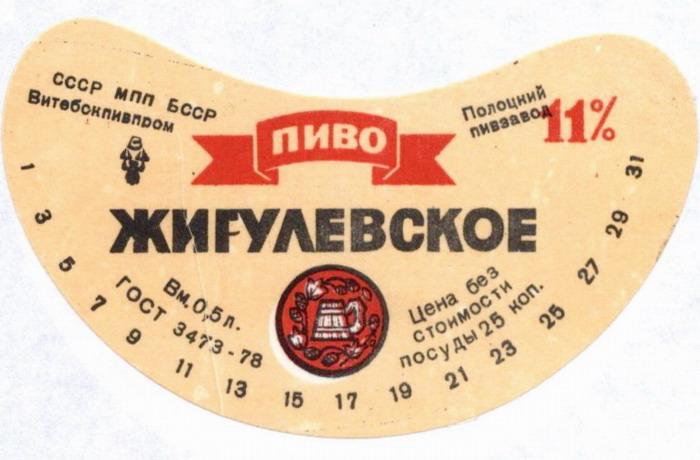 СССР МПП БССР
Витебскпивпром
ПИВО
Полоцкий
пивзавод
11%
ЖИГУЛЕВСКОЕ
Вм. 0,5 л.
ГОСТ 3473-78
Цена без
стоимости
посуды 25 коп.
1 3 5 7 9 11 13 15 17 19 21 23 25 27 29 31